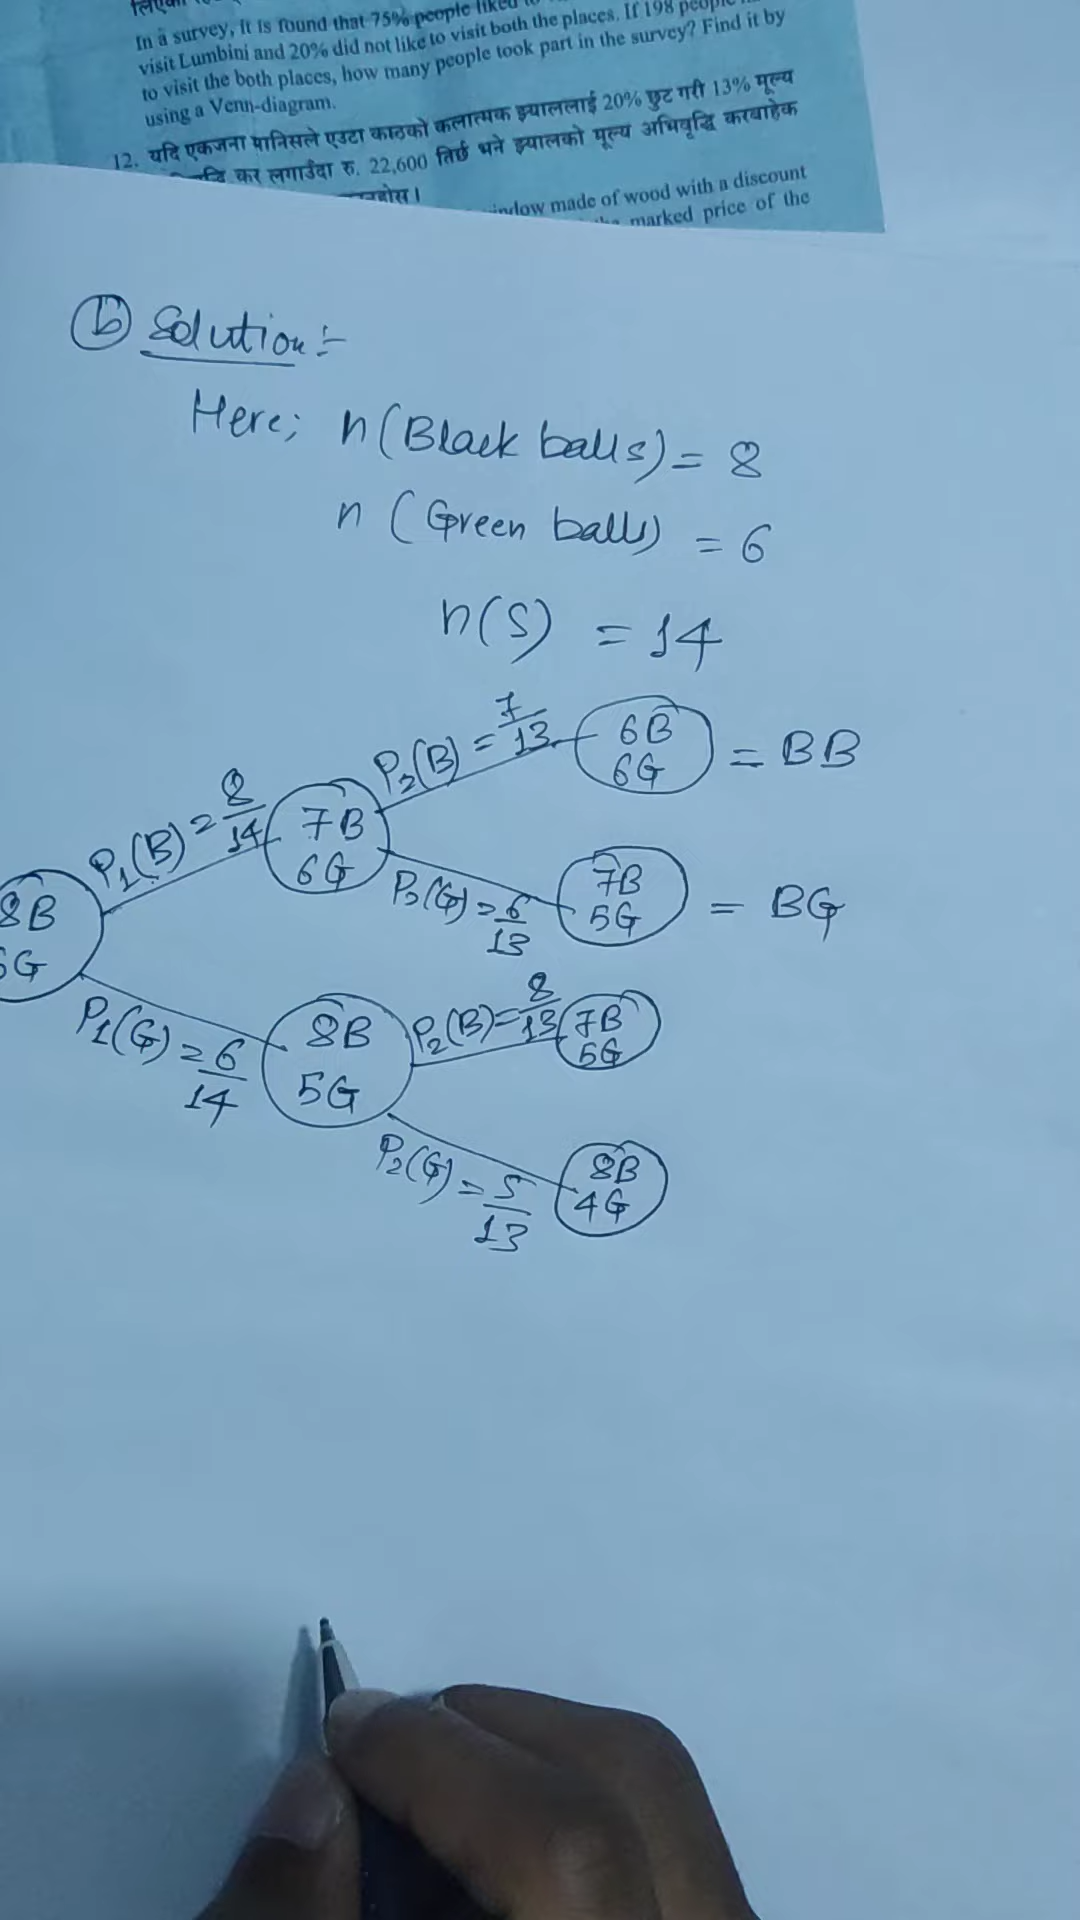 In a survey, it is found that 75% people liked
visit Lumbini and 20% did not like to visit both the places. If 198 people
to visit the both places, how many people took part in the survey? Find it by
using a Venn-diagram.
12. यदि एकजना मानिसले एउटा काठको कलात्मक झ्याललाई 20% छुट गरी 13% मूल्य
कर लगाउँदा रु. 22,600 तिर्छ भने झ्यालको मूल्य अभिवृद्धि करबाहेक
window made of wood with a discount
marked price of the
(b) Solution :-
Here; n(Black balls) = 8
n (Green balls) = 6
n(S) = 14
P₁(B) = 8/14
P₂(B) = 7/13
6B
6G
= BB
7B
6G
P₂(G) = 6/13
7B
5G
= BG
8B
6G
P₁(G) = 6/14
8B
5G
P₂(B) = 8/13
7B
5G
P₂(G) = 5/13
8B
4G